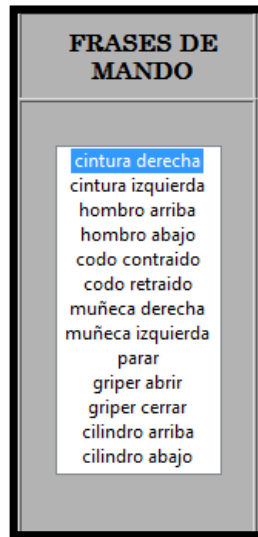 FRASES DE
MANDO
cintura derecha
cintura izquierda
hombro arriba
hombro abajo
codo contraido
codo retraido
muñeca derecha
muñeca izquierda
parar
griper abrir
griper cerrar
cilindro arriba
cilindro abajo